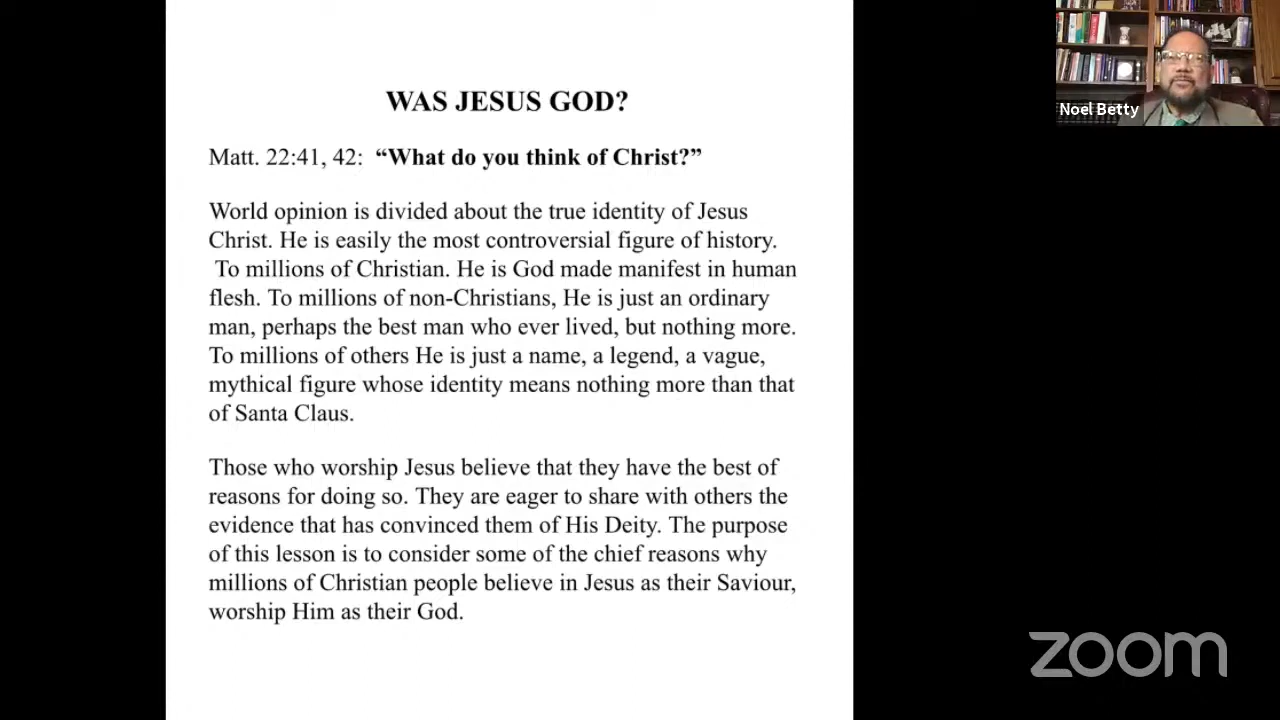 WAS JESUS GOD?
Matt. 22:41, 42: “What do you think of Christ?”
World opinion is divided about the true identity of Jesus
Christ. He is easily the most controversial figure of history.
To millions of Christian. He is God made manifest in human
flesh. To millions of non-Christians, He is just an ordinary
man, perhaps the best man who ever lived, but nothing more.
To millions of others He is just a name, a legend, a vague,
mythical figure whose identity means nothing more than that
of Santa Claus.
Those who worship Jesus believe that they have the best of
reasons for doing so. They are eager to share with others the
evidence that has convinced them of His Deity. The purpose
of this lesson is to consider some of the chief reasons why
millions of Christian people believe in Jesus as their Saviour,
worship Him as their God.
Noel Betty
zoom